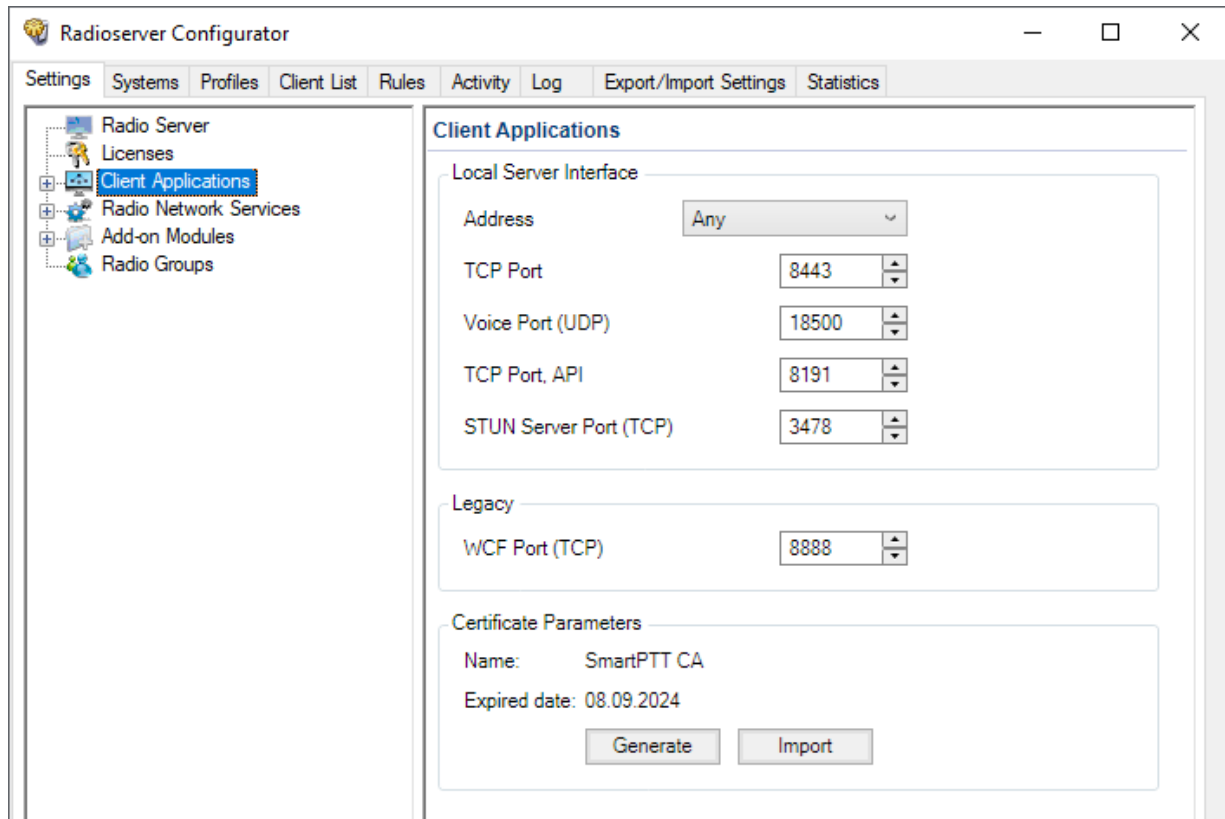 Radioserver Configurator
Settings Systems Profiles Client List Rules Activity Log Export/Import Settings Statistics
Radio Server
Licenses
Client Applications
Radio Network Services
Add-on Modules
Radio Groups
Client Applications
Local Server Interface
Address Any
TCP Port 8443
Voice Port (UDP) 18500
TCP Port, API 8191
STUN Server Port (TCP) 3478
Legacy
WCF Port (TCP) 8888
Certificate Parameters
Name: SmartPTT CA
Expired date: 08.09.2024
Generate Import